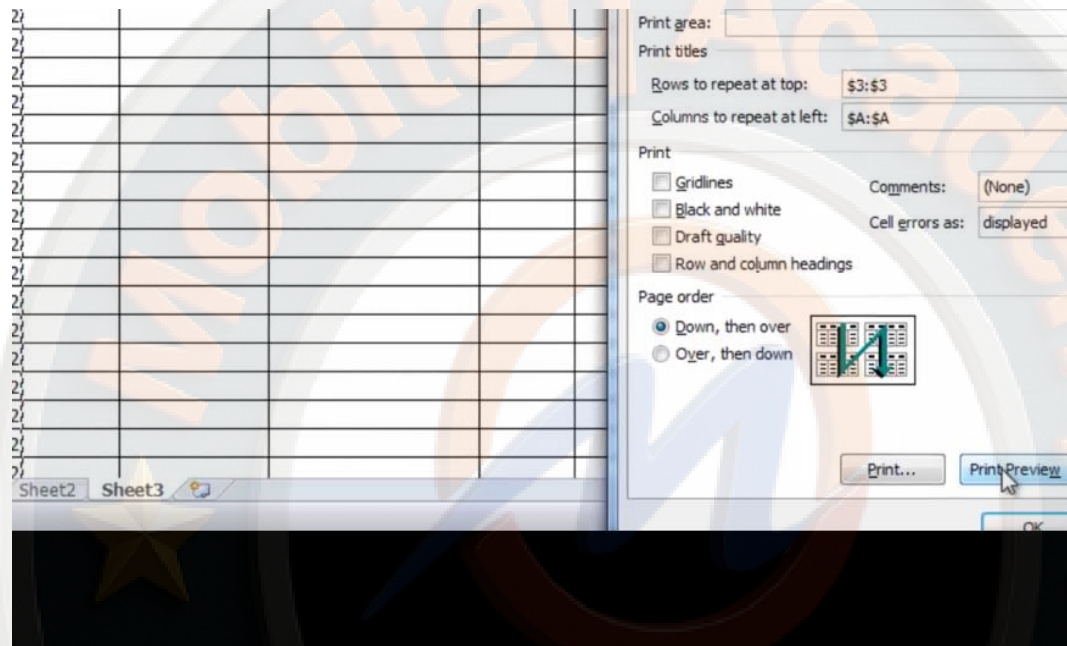 Print area:
Print titles
Rows to repeat at top: $3:$3
Columns to repeat at left: $A:$A
Print
Gridlines
Comments: (None)
Black and white
Cell errors as: displayed
Draft quality
Row and column headings
Page order
Down, then over
Over, then down
Print... Print Preview
OK
Sheet2 Sheet3
Mobitech Academy